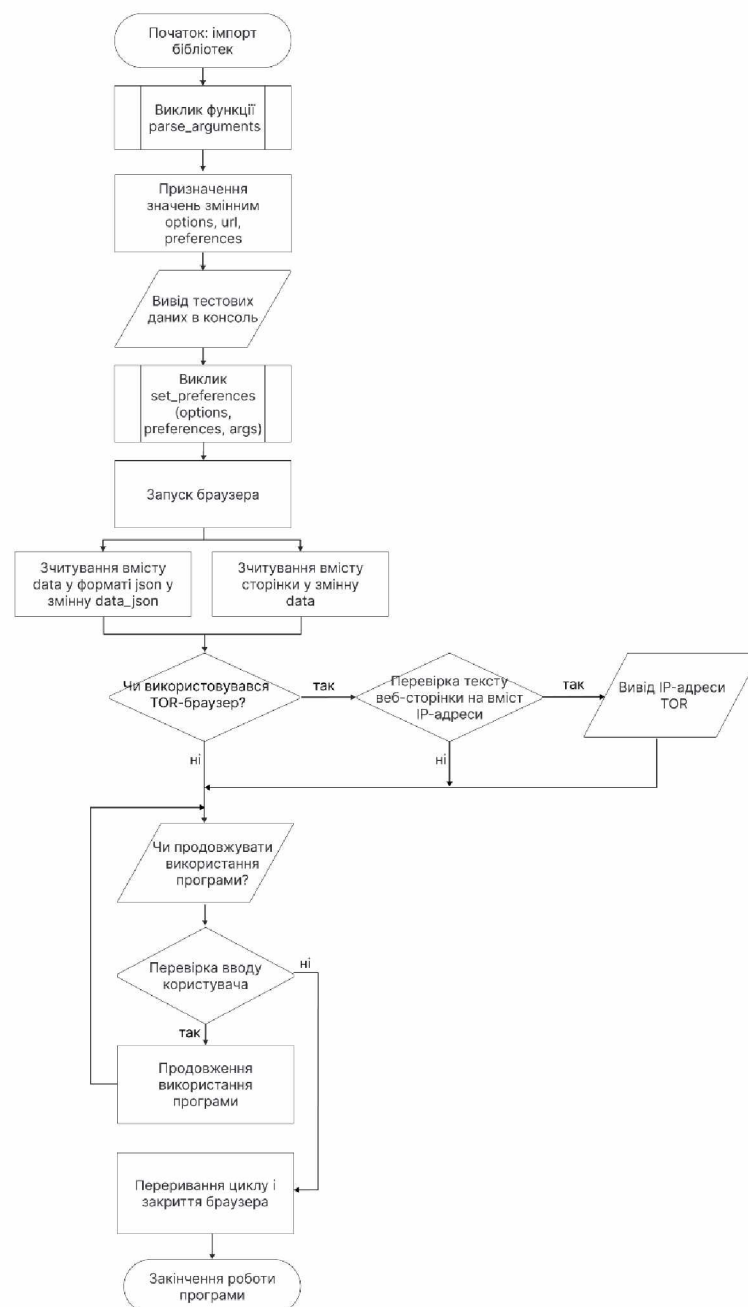 Початок: імпорт
бібліотек
Виклик функції
parse_arguments
Призначення
значень змінним
options, url,
preferences
Вивід тестових
даних в консоль
Виклик
set_preferences
(options,
preferences, args)
Запуск браузера
Зчитування вмісту
data у форматі json у
змінну data_json
Зчитування вмісту
сторінки у змінну
data
Чи використовувався
TOR-браузер?
так
Перевірка тексту
веб-сторінки на вміст
IP-адреси
так
Вивід IP-адреси
TOR
ні
ні
Чи продовжувати
використання
програми?
Перевірка вводу
користувача
ні
так
Продовження
використання
програми
Переривання циклу і
закриття браузера
Закінчення роботи
програми